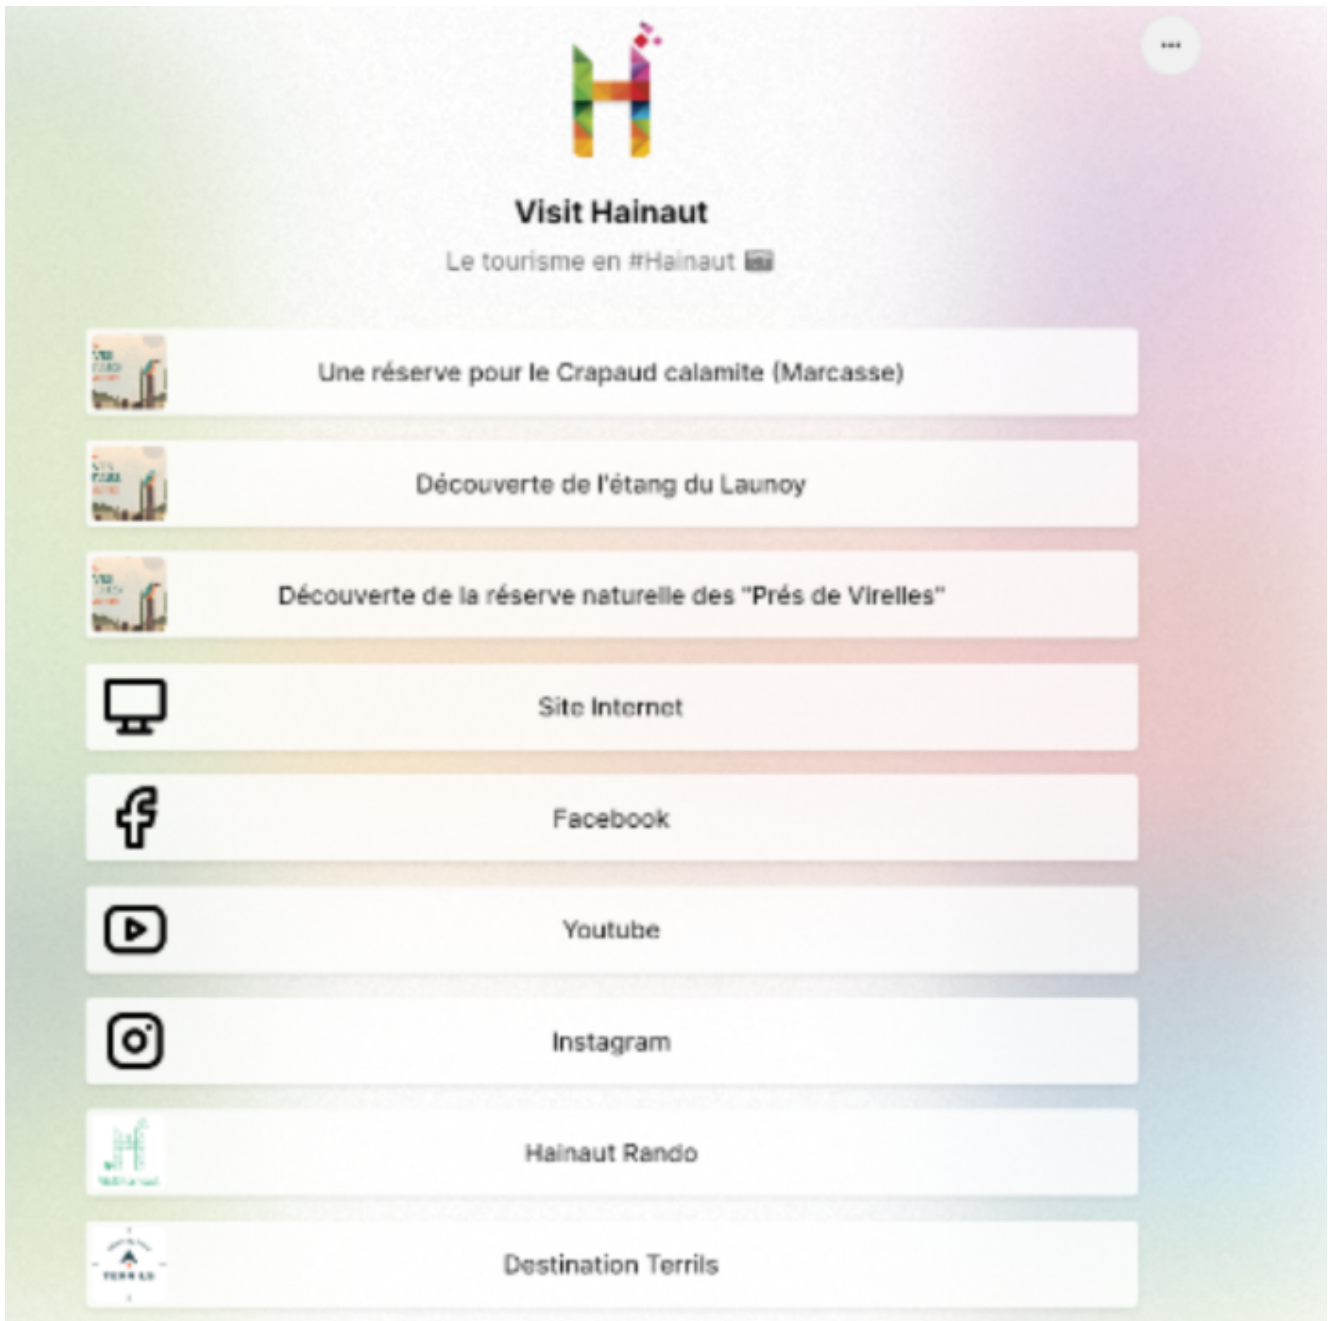 Visit Hainaut
Le tourisme en #Hainaut
Une réserve pour le Crapaud calamite (Marcasse)
Découverte de l'étang du Launoy
Découverte de la réserve naturelle des "Prés de Virelles"
Site Internet
Facebook
Youtube
Instagram
Hainaut Rando
Destination Terrils
TERRILS